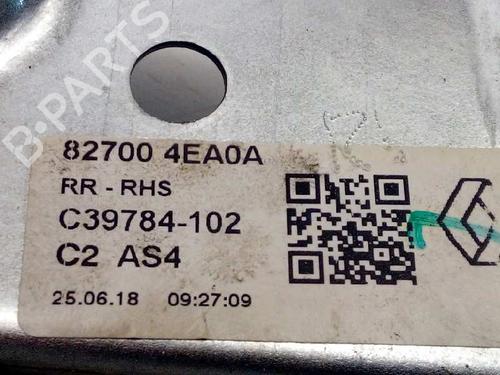 B-PARTS
82700 4EA0A
RR - RHS
C39784-102
C2 AS4
25.06.18 09:27:09